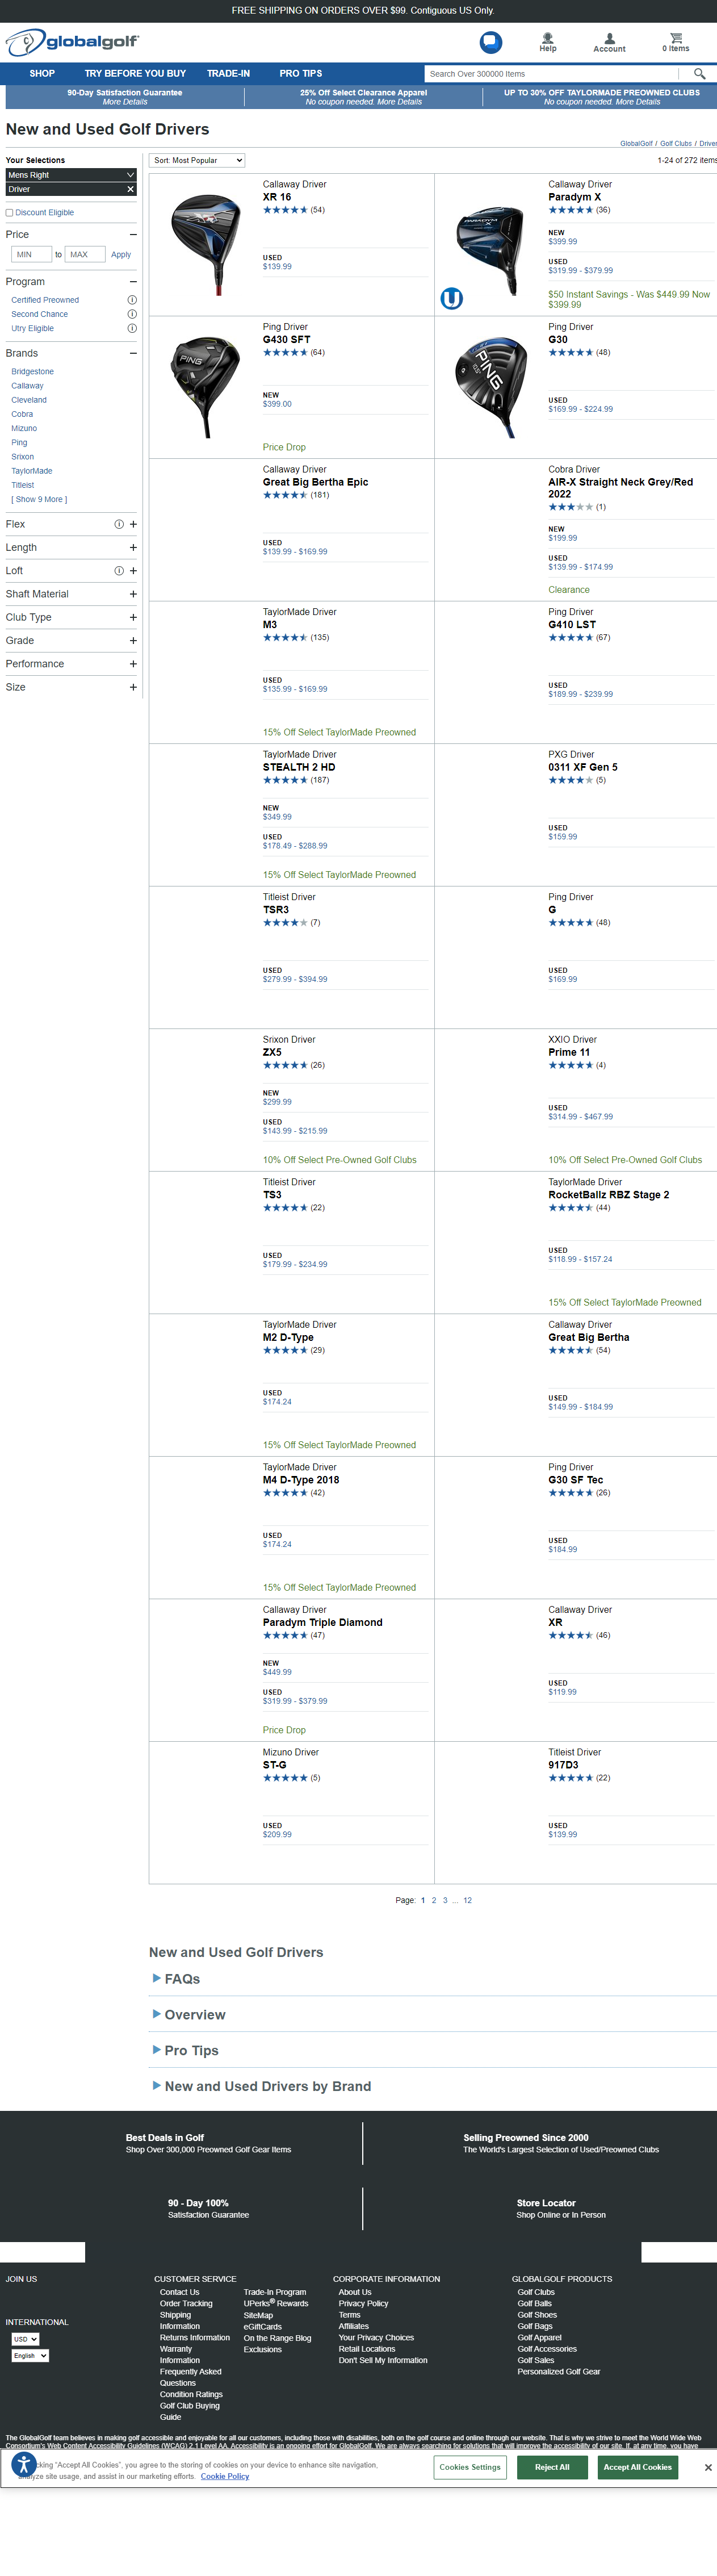 FREE SHIPPING ON ORDERS OVER $99. Contiguous US Only.
globalgolf
Help
Account
0 Items
SHOP
TRY BEFORE YOU BUY
TRADE-IN
PRO TIPS
Search Over 300000 Items
90-Day Satisfaction Guarantee
More Details
25% Off Select Clearance Apparel
No coupon needed. More Details
UP TO 30% OFF TAYLORMADE PREOWNED CLUBS
No coupon needed. More Details
New and Used Golf Drivers
GlobalGolf / Golf Clubs / Driver
Your Selections
Mens Right
Driver
Discount Eligible
Price
MIN to MAX Apply
Program
Certified Preowned
Second Chance
Utry Eligible
Brands
Bridgestone
Callaway
Cleveland
Cobra
Mizuno
Ping
Srixon
TaylorMade
Titleist
[ Show 9 More ]
Flex
Length
Loft
Shaft Material
Club Type
Grade
Performance
Size
Sort: Most Popular
1-24 of 272 items
Callaway Driver
XR 16
(54)
USED
$139.99
Callaway Driver
Paradym X
(36)
NEW
$399.99
USED
$319.99 - $379.99
$50 Instant Savings - Was $449.99 Now
$399.99
Ping Driver
G430 SFT
(64)
NEW
$399.00
Price Drop
Ping Driver
G30
(48)
USED
$169.99 - $224.99
Callaway Driver
Great Big Bertha Epic
(181)
USED
$139.99 - $169.99
Cobra Driver
AIR-X Straight Neck Grey/Red
2022
(1)
NEW
$199.99
USED
$139.99 - $174.99
Clearance
TaylorMade Driver
M3
(135)
USED
$135.99 - $169.99
15% Off Select TaylorMade Preowned
Ping Driver
G410 LST
(67)
USED
$189.99 - $239.99
TaylorMade Driver
STEALTH 2 HD
(187)
NEW
$349.99
USED
$178.49 - $288.99
15% Off Select TaylorMade Preowned
PXG Driver
0311 XF Gen 5
(5)
USED
$159.99
Titleist Driver
TSR3
(7)
USED
$279.99 - $394.99
Ping Driver
G
(48)
USED
$169.99
Srixon Driver
ZX5
(26)
NEW
$299.99
USED
$143.99 - $215.99
10% Off Select Pre-Owned Golf Clubs
XXIO Driver
Prime 11
(4)
USED
$314.99 - $467.99
10% Off Select Pre-Owned Golf Clubs
Titleist Driver
TS3
(22)
USED
$179.99 - $234.99
TaylorMade Driver
RocketBallz RBZ Stage 2
(44)
USED
$118.99 - $157.24
15% Off Select TaylorMade Preowned
TaylorMade Driver
M2 D-Type
(29)
USED
$174.24
15% Off Select TaylorMade Preowned
Callaway Driver
Great Big Bertha
(54)
USED
$149.99 - $184.99
TaylorMade Driver
M4 D-Type 2018
(42)
USED
$174.24
15% Off Select TaylorMade Preowned
Ping Driver
G30 SF Tec
(26)
USED
$184.99
Callaway Driver
Paradym Triple Diamond
(47)
NEW
$449.99
USED
$319.99 - $379.99
Price Drop
Callaway Driver
XR
(46)
USED
$119.99
Mizuno Driver
ST-G
(5)
USED
$209.99
Titleist Driver
917D3
(22)
USED
$139.99
Page: 1 2 3 ... 12
New and Used Golf Drivers
FAQs
Overview
Pro Tips
New and Used Drivers by Brand
Best Deals in Golf
Shop Over 300,000 Preowned Golf Gear Items
Selling Preowned Since 2000
The World's Largest Selection of Used/Preowned Clubs
90 - Day 100%
Satisfaction Guarantee
Store Locator
Shop Online or In Person
JOIN US
INTERNATIONAL
USD
English
CUSTOMER SERVICE
Contact Us
Order Tracking
Shipping
Information
Returns Information
Warranty
Information
Frequently Asked
Questions
Condition Ratings
Golf Club Buying
Guide
Trade-In Program
UPerks® Rewards
SiteMap
eGiftCards
On the Range Blog
Exclusions
CORPORATE INFORMATION
About Us
Privacy Policy
Terms
Affiliates
Your Privacy Choices
Retail Locations
Don't Sell My Information
GLOBALGOLF PRODUCTS
Golf Clubs
Golf Balls
Golf Shoes
Golf Bags
Golf Apparel
Golf Accessories
Golf Sales
Personalized Golf Gear
The GlobalGolf team believes in making golf accessible and enjoyable for all our customers, including those with disabilities, both on the golf course and online through our website. That is why we strive to meet the World Wide Web
Consortium's Web Content Accessibility Guidelines (WCAG) 2.1 Level AA. Accessibility is an ongoing effort for GlobalGolf. We are always searching for solutions that will improve the accessibility of our site. If, at any time, you have
"Accept All Cookies", you agree to the storing of cookies on your device to enhance site navigation,
analyze site usage, and assist in our marketing efforts. Cookie Policy
Cookies Settings
Reject All
Accept All Cookies